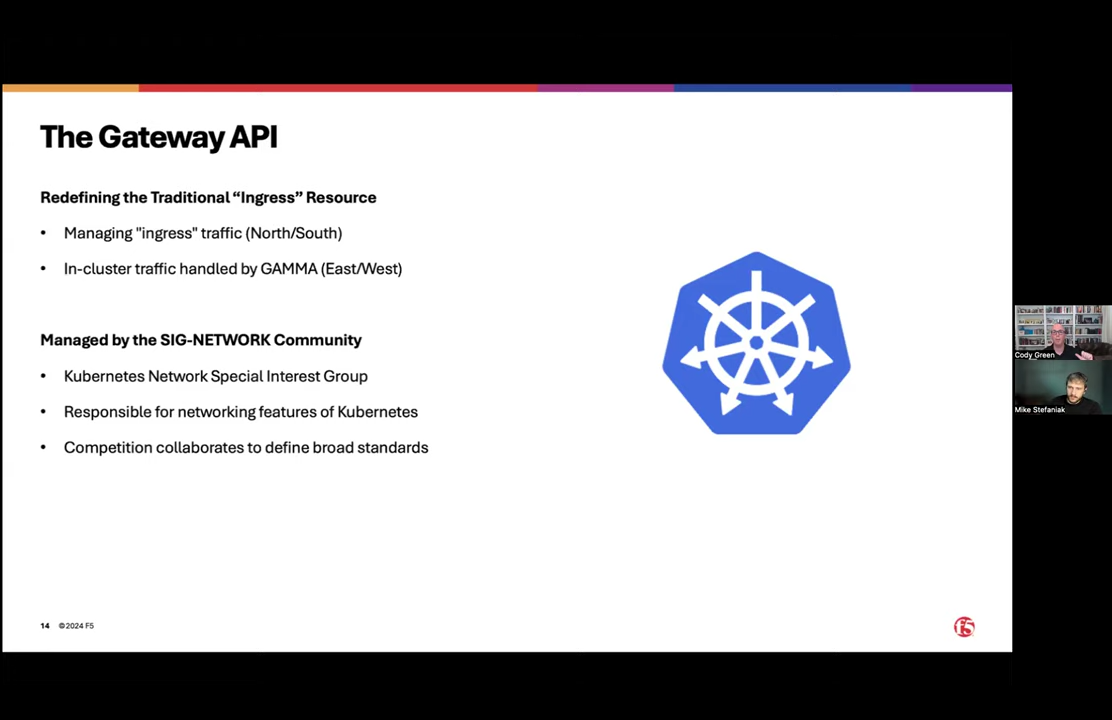 The Gateway API
Redefining the Traditional “Ingress” Resource
• Managing "ingress" traffic (North/South)
• In-cluster traffic handled by GAMMA (East/West)
Managed by the SIG-NETWORK Community
• Kubernetes Network Special Interest Group
• Responsible for networking features of Kubernetes
• Competition collaborates to define broad standards
14 ©2024 F5
f5
Cody Green
Mike Stefaniak